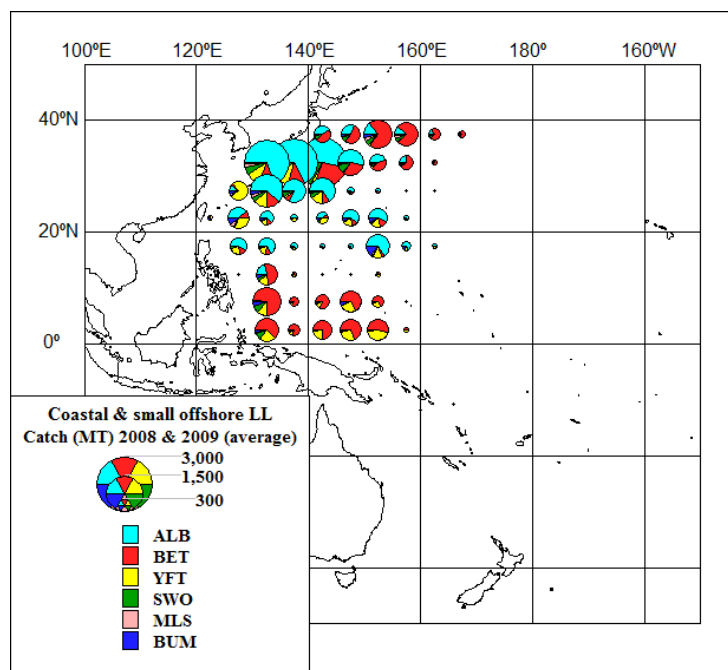 100ºE 120ºE 140ºE 160ºE 180º 160ºW
40ºN
20ºN
0º
Coastal & small offshore LL
Catch (MT) 2008 & 2009 (average)
3,000
1,500
300
ALB
BET
YFT
SWO
MLS
BUM